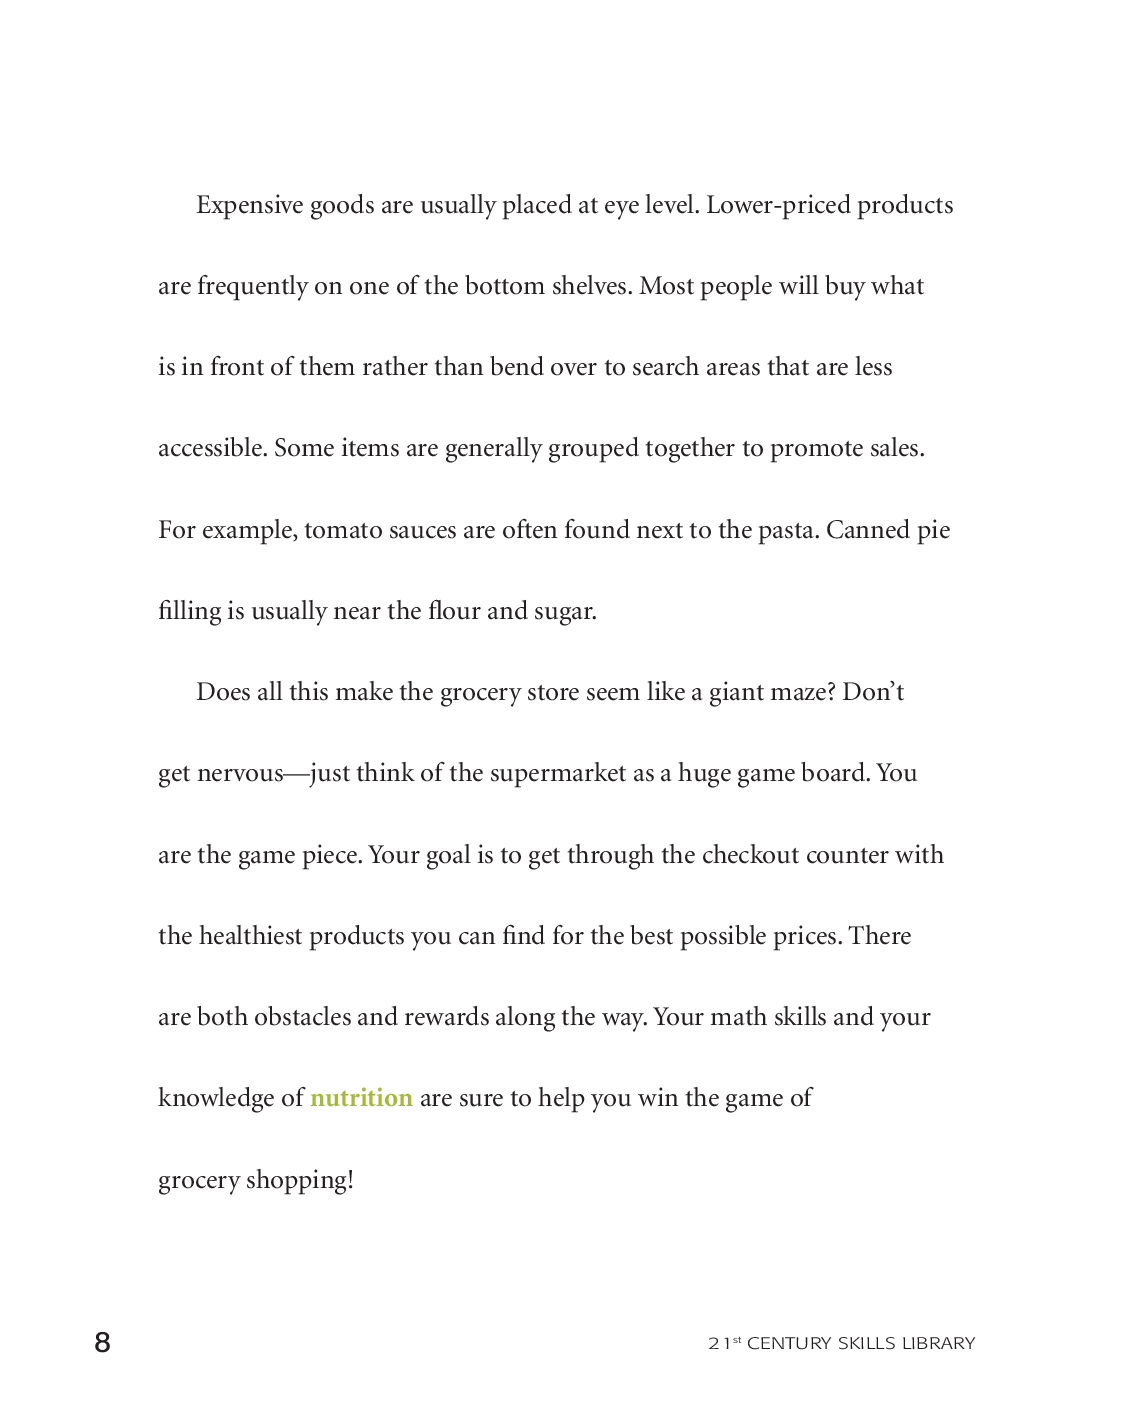 Expensive goods are usually placed at eye level. Lower-priced products
are frequently on one of the bottom shelves. Most people will buy what
is in front of them rather than bend over to search areas that are less
accessible. Some items are generally grouped together to promote sales.
For example, tomato sauces are often found next to the pasta. Canned pie
filling is usually near the flour and sugar.
Does all this make the grocery store seem like a giant maze? Don’t
get nervous—just think of the supermarket as a huge game board. You
are the game piece. Your goal is to get through the checkout counter with
the healthiest products you can find for the best possible prices. There
are both obstacles and rewards along the way. Your math skills and your
knowledge of nutrition are sure to help you win the game of
grocery shopping!
8 21st CENTURY SKILLS LIBRARY